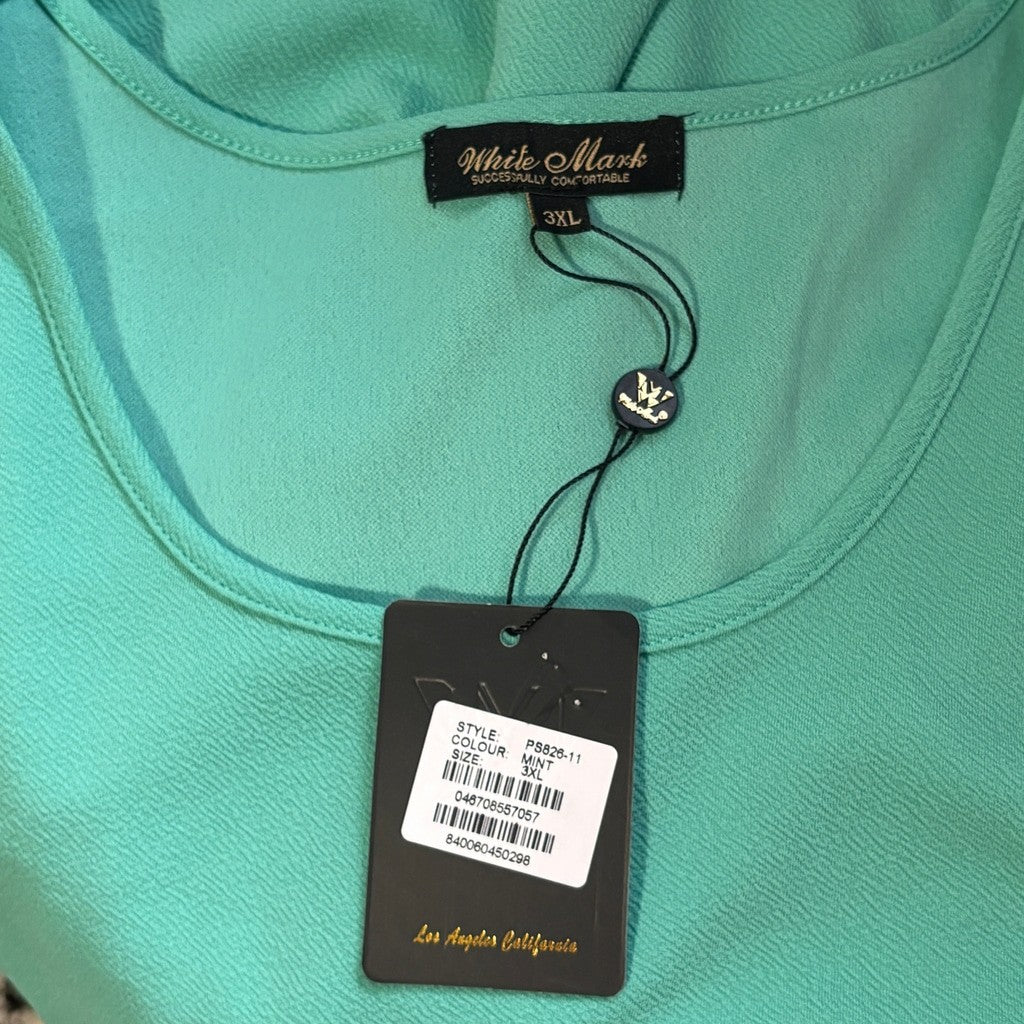 White Mark
SUCCESSFULLY COMFORTABLE
3XL
STYLE: PS826-11
COLOUR: MINT
SIZE: 3XL
046708557057
840060450298
Los Angeles California